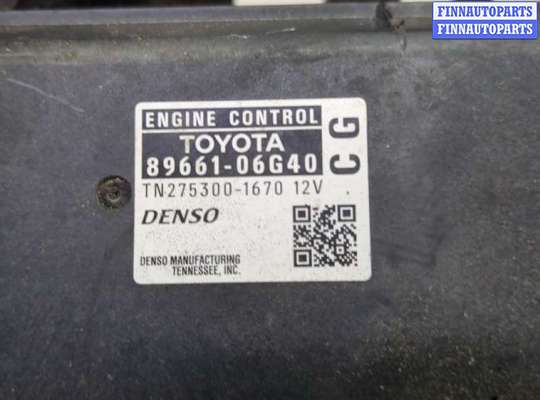 FINNAUTOPARTS
FINNAUTOPARTS
ENGINE CONTROL
TOYOTA
89661-06G40
CG
TN275300-1670 12V
DENSO
DENSO MANUFACTURING
TENNESSEE, INC.